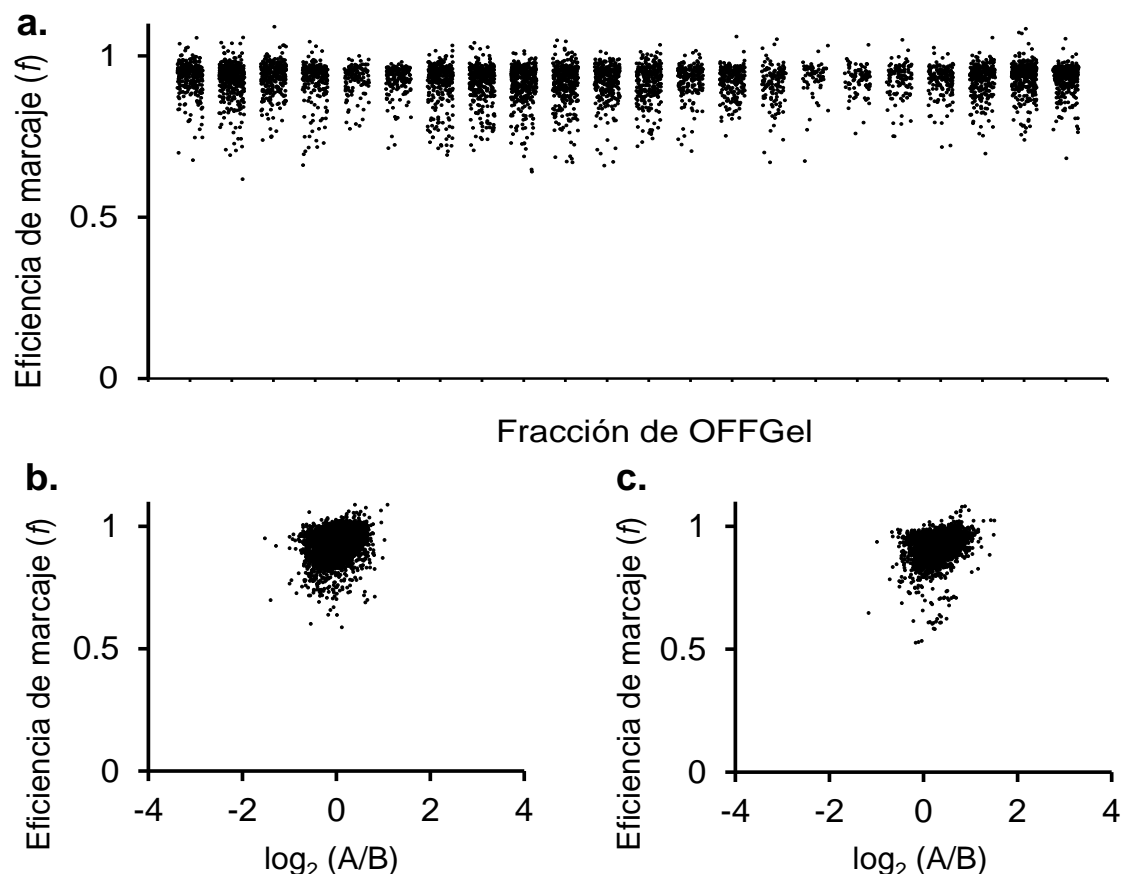 a.
Eficiencia de marcaje (f)
1
0.5
0
Fracción de OFFGel
b.
Eficiencia de marcaje (f)
1
0.5
0
-4
-2
0
2
4
log₂ (A/B)
c.
Eficiencia de marcaje (f)
1
0.5
0
-4
-2
0
2
4
log₂ (A/B)